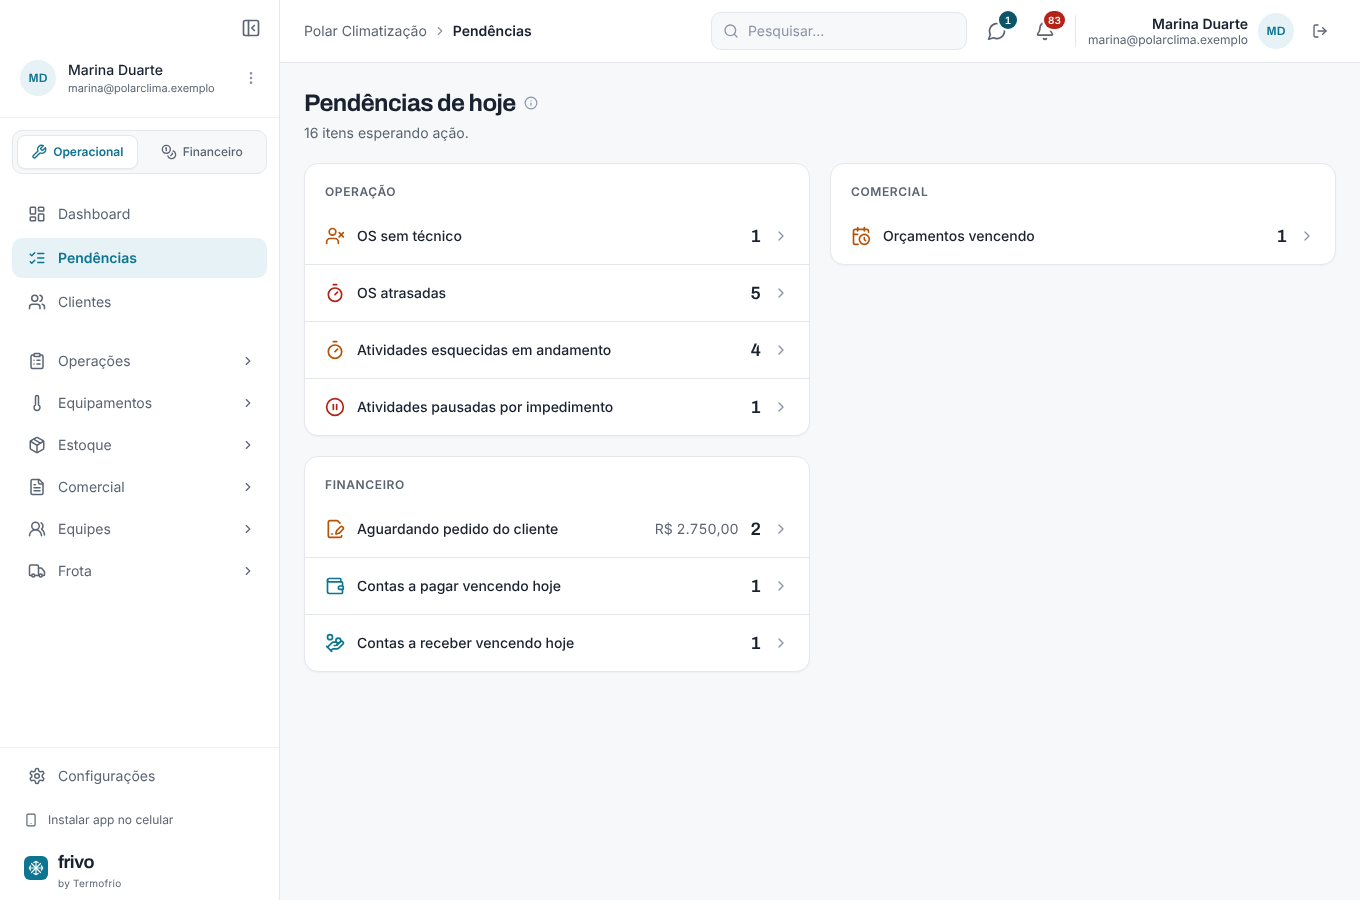 MD
Marina Duarte
marina@polarclima.exemplo
Operacional
Financeiro
Dashboard
Pendências
Clientes
Operações
Equipamentos
Estoque
Comercial
Equipes
Frota
Configurações
Instalar app no celular
frivo
by Termofrio
Polar Climatização > Pendências
Pesquisar...
1
83
Marina Duarte
marina@polarclima.exemplo
MD
Pendências de hoje
16 itens esperando ação.
OPERAÇÃO
OS sem técnico 1
OS atrasadas 5
Atividades esquecidas em andamento 4
Atividades pausadas por impedimento 1
FINANCEIRO
Aguardando pedido do cliente R$ 2.750,00 2
Contas a pagar vencendo hoje 1
Contas a receber vencendo hoje 1
COMERCIAL
Orçamentos vencendo 1